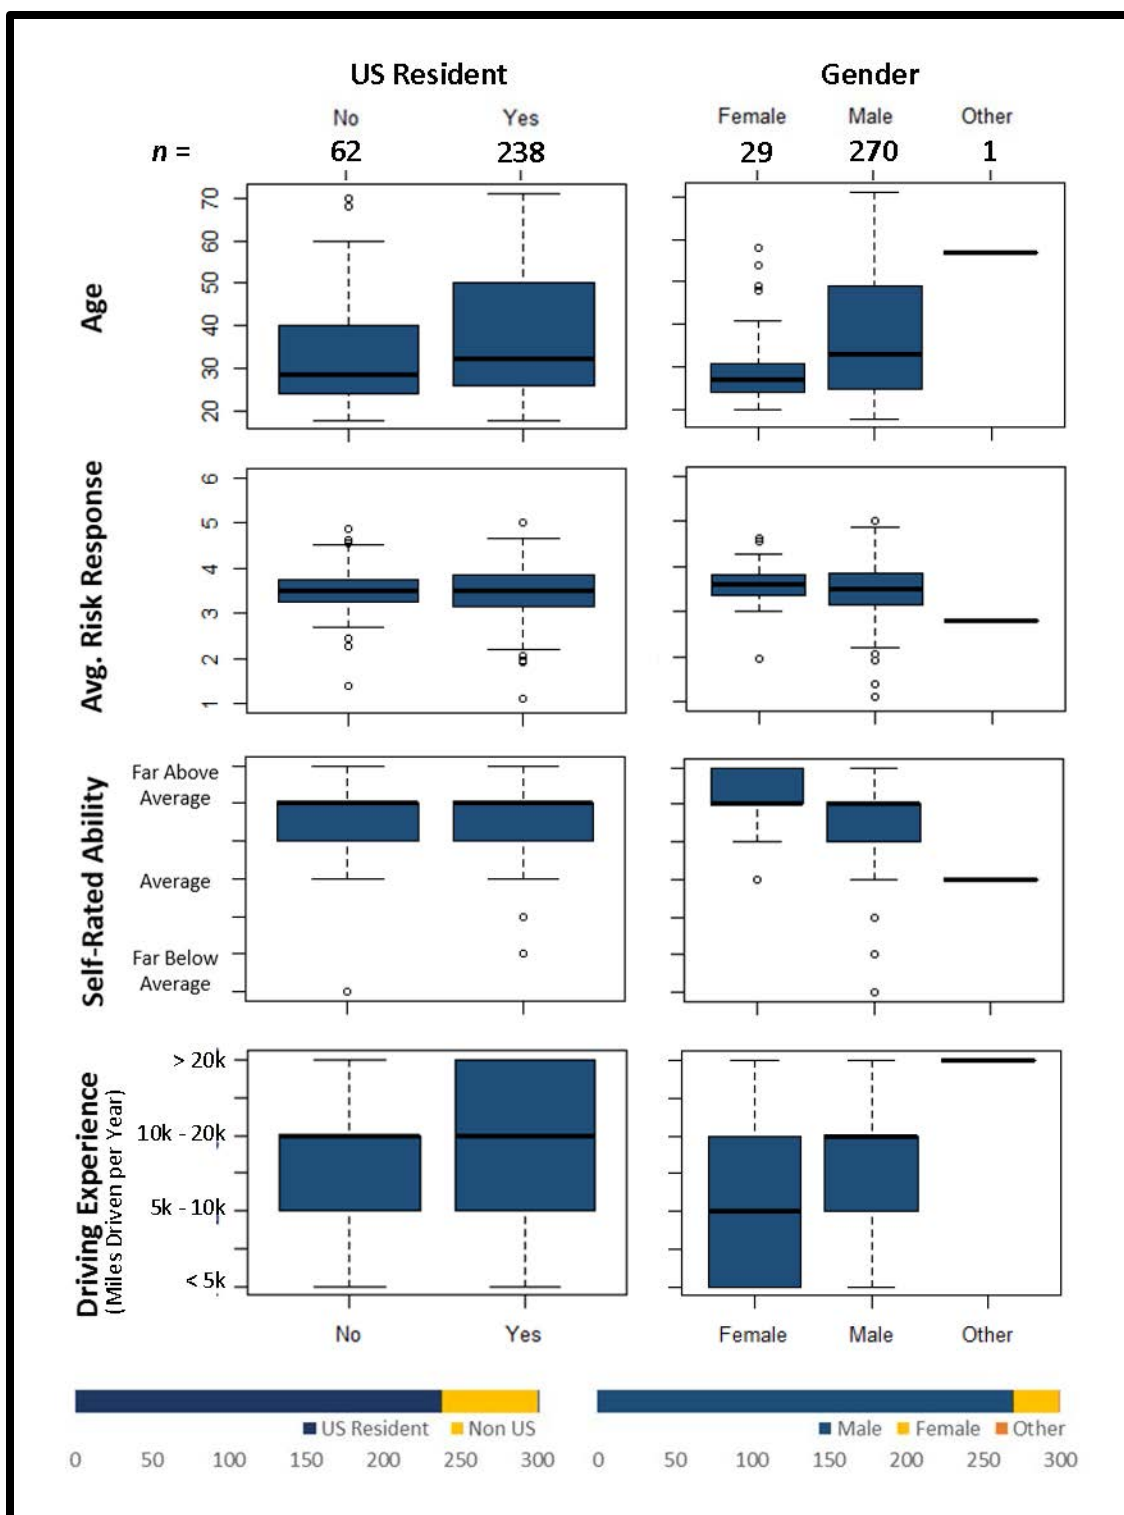 US Resident Gender
No Yes Female Male Other
n = 62 238 29 270 1
Age
70
60
50
40
30
20
Avg. Risk Response
6
5
4
3
2
1
Self-Rated Ability
Far Above
Average
Average
Far Below
Average
Driving Experience
(Miles Driven per Year)
> 20k
10k - 20k
5k - 10k
< 5k
No Yes Female Male Other
US Resident Non US Male Female Other
0 50 100 150 200 250 300 0 50 100 150 200 250 300